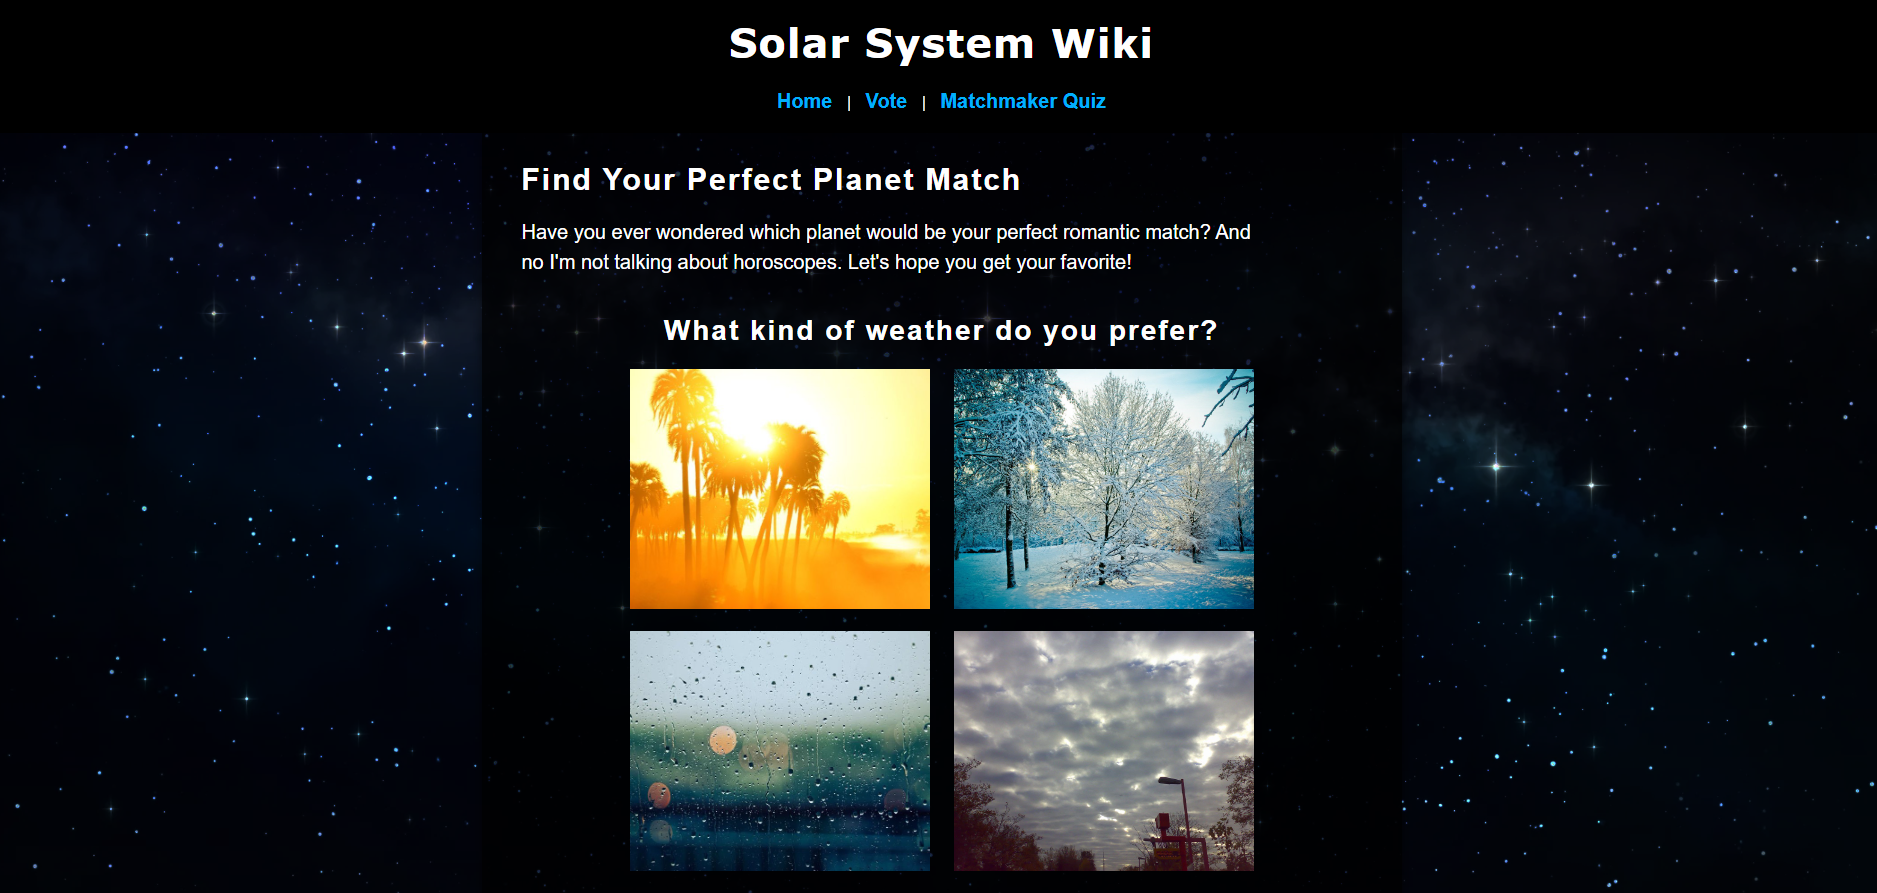 Solar System Wiki
Home | Vote | Matchmaker Quiz
Find Your Perfect Planet Match
Have you ever wondered which planet would be your perfect romantic match? And
no I'm not talking about horoscopes. Let's hope you get your favorite!
What kind of weather do you prefer?